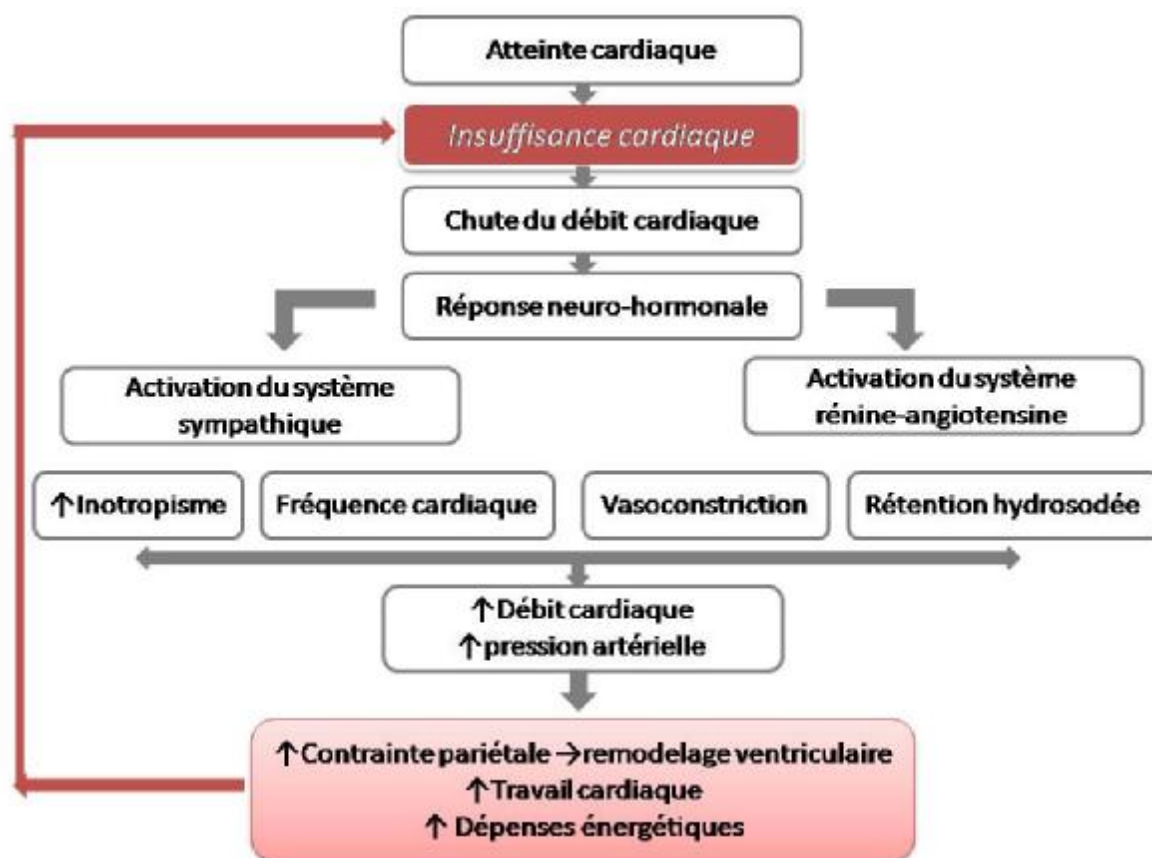 Atteinte cardiaque
Insuffisance cardiaque
Chute du débit cardiaque
Réponse neuro-hormonale
Activation du système
sympathique
Activation du système
rénine-angiotensine
↑Inotropisme
Fréquence cardiaque
Vasoconstriction
Rétention hydrosodée
↑Débit cardiaque
↑pression artérielle
↑Contrainte pariétale →remodelage ventriculaire
↑Travail cardiaque
↑ Dépenses énergétiques